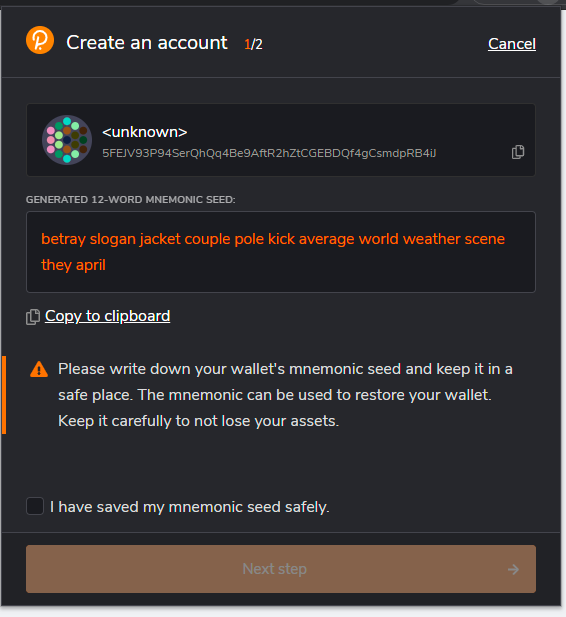 Create an account 1/2 Cancel
<unknown>
5FEJV93P94SerQhQq4Be9AftR2hZtCGEBDQf4gCsmdpRB4iJ
GENERATED 12-WORD MNEMONIC SEED:
betray slogan jacket couple pole kick average world weather scene
they april
Copy to clipboard
Please write down your wallet's mnemonic seed and keep it in a
safe place. The mnemonic can be used to restore your wallet.
Keep it carefully to not lose your assets.
I have saved my mnemonic seed safely.
Next step